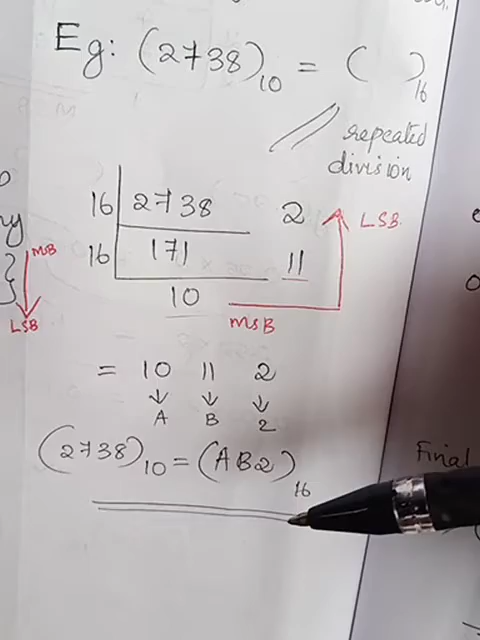 Eg: (2738)10 = ( )16
// repeated
division
16 2738 2 LSB.
16 171 11
10
MSB
MB
LSB
= 10 11 2
↓ ↓ ↓
A B 2
(2738)10 = (AB2)16
Final